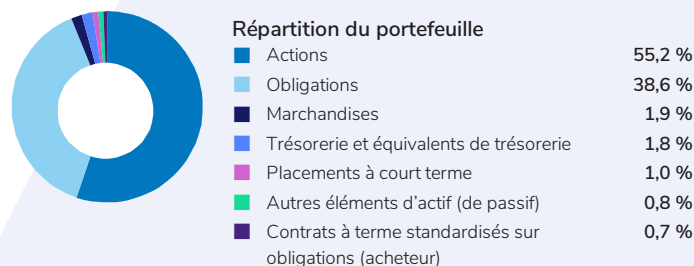 Répartition du portefeuille
Actions 55,2 %
Obligations 38,6 %
Marchandises 1,9 %
Trésorerie et équivalents de trésorerie 1,8 %
Placements à court terme 1,0 %
Autres éléments d’actif (de passif) 0,8 %
Contrats à terme standardisés sur 0,7 %
obligations (acheteur)